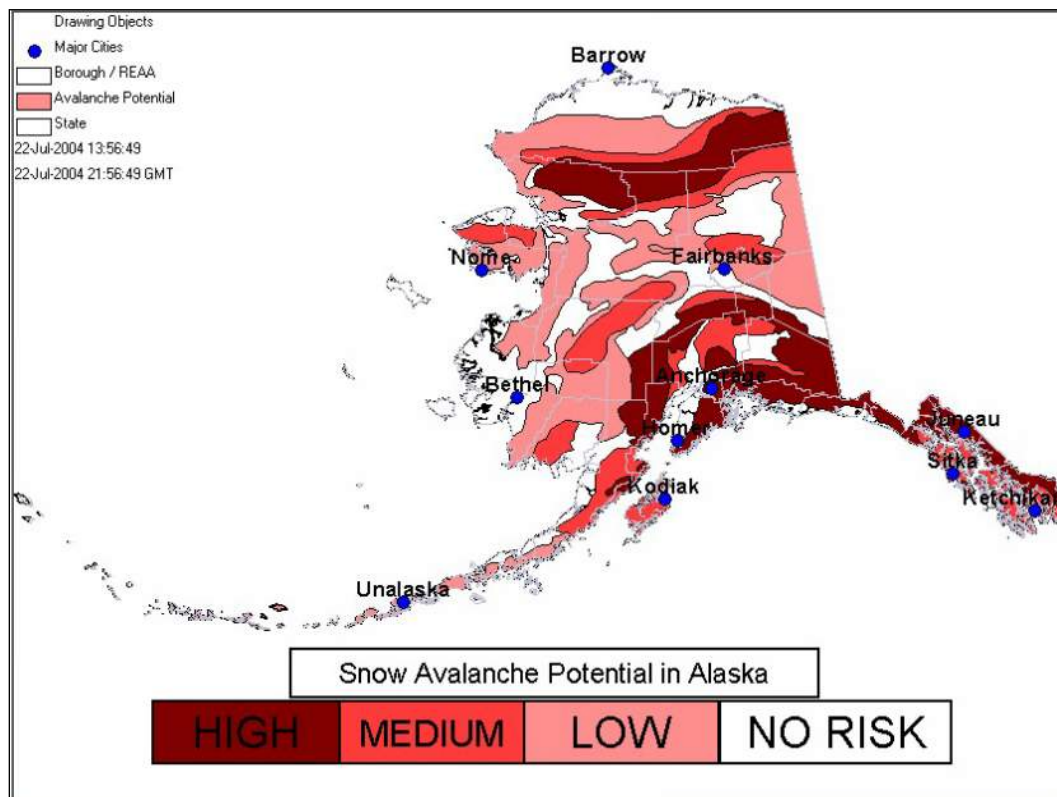 Drawing Objects
Major Cities
Borough / REAA
Avalanche Potential
State
22-Jul-2004 13:56:49
22-Jul-2004 21:56:49 GMT
Barrow
Nome
Fairbanks
Bethel
Anchorage
Homer
Juneau
Sitka
Kodiak
Ketchikan
Unalaska
Snow Avalanche Potential in Alaska
HIGH
MEDIUM
LOW
NO RISK